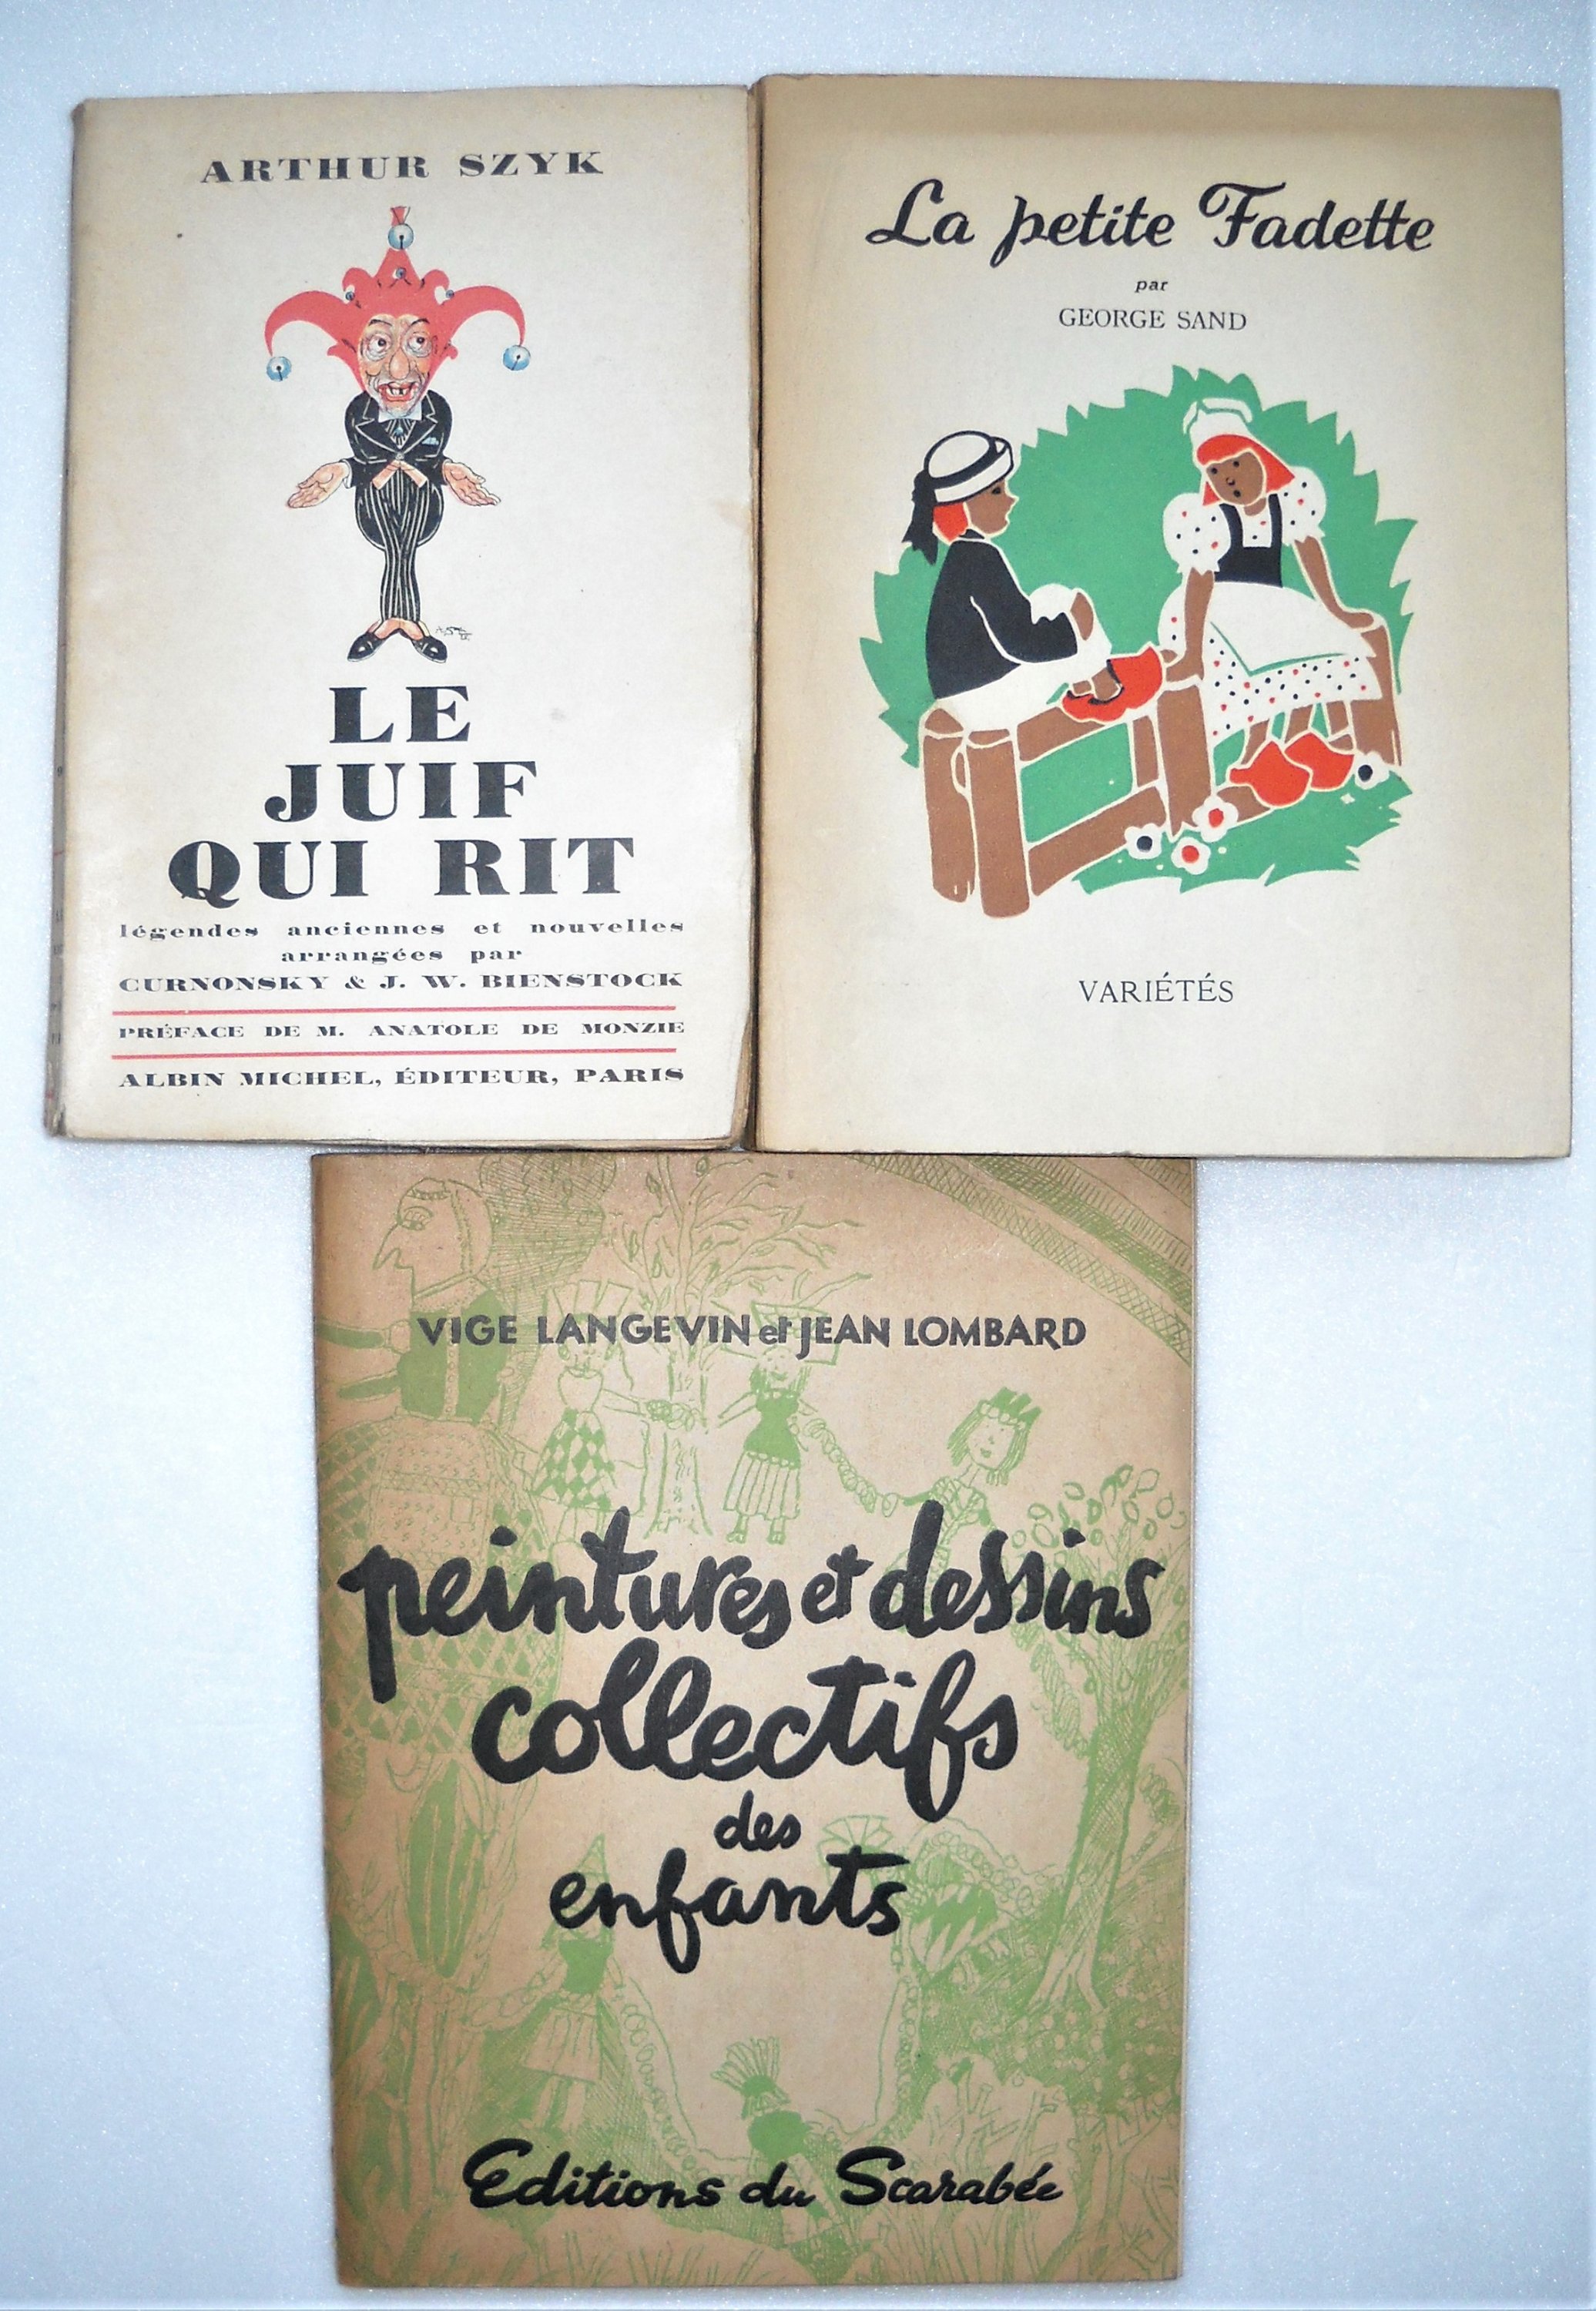 ARTHUR SZYK
LE
JUIF
QUI RIT
légendes anciennes et nouvelles
arrangées par
CURNONSKY & J. W. BIENSTOCK
PRÉFACE DE M. ANATOLE DE MONZIE
ALBIN MICHEL, ÉDITEUR, PARIS
La petite Fadette
par
GEORGE SAND
VARIÉTÉS
VIGE LANGEVIN et JEAN LOMBARD
peintures et dessins
collectifs
des
enfants
Editions du Scarabée